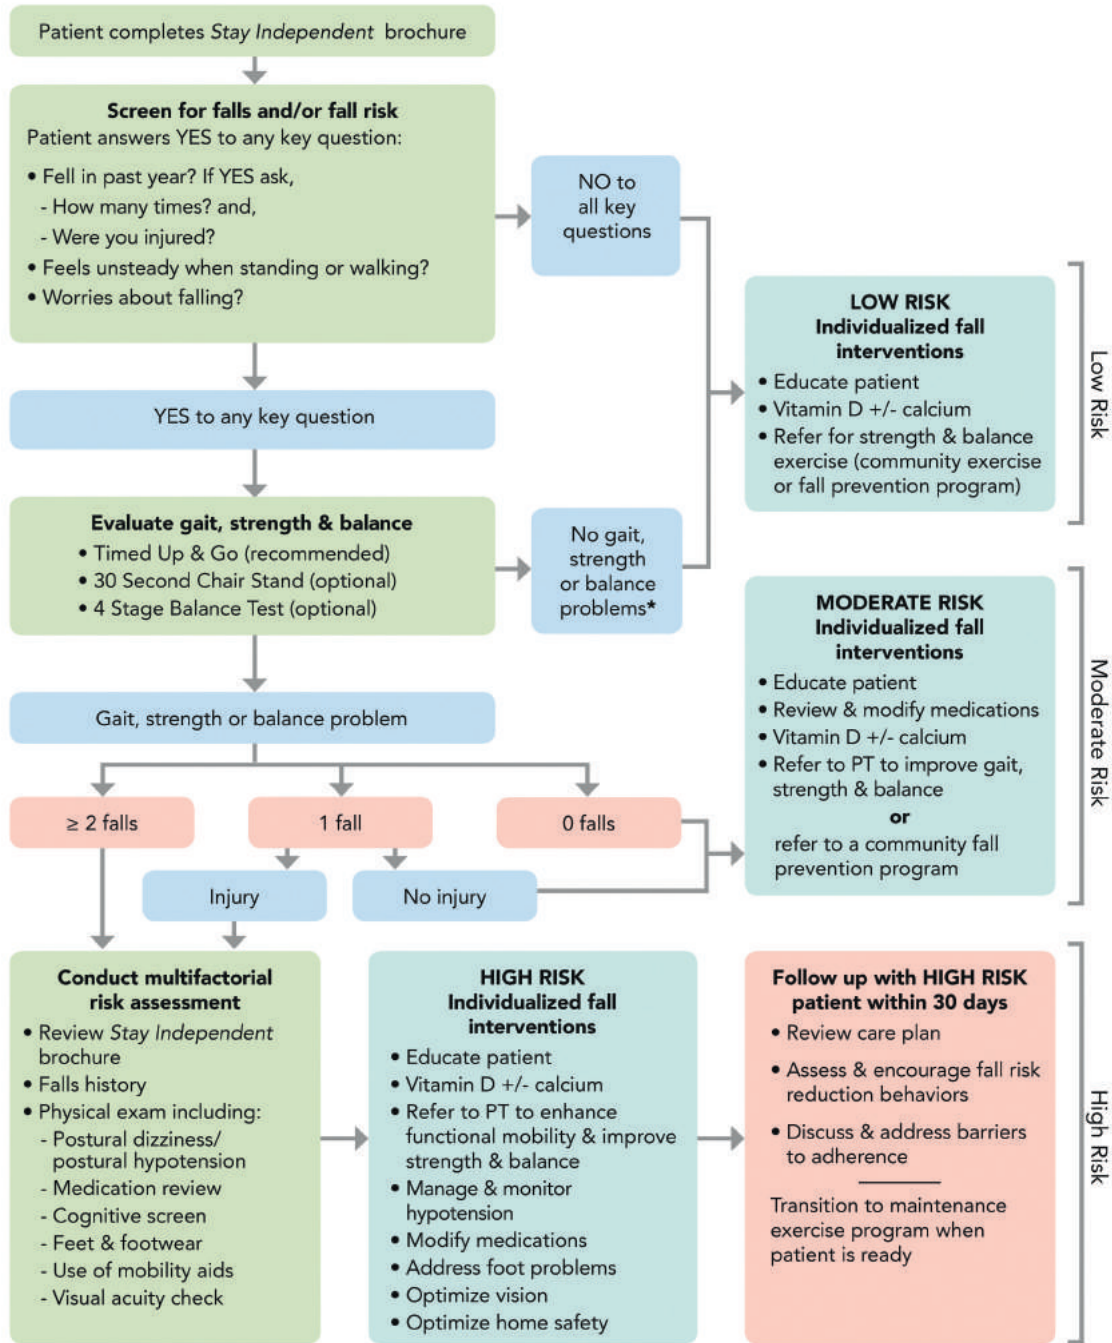 Patient completes Stay Independent brochure
Screen for falls and/or fall risk
Patient answers YES to any key question:
• Fell in past year? If YES ask,
- How many times? and,
- Were you injured?
• Feels unsteady when standing or walking?
• Worries about falling?
NO to
all key
questions
YES to any key question
Evaluate gait, strength & balance
• Timed Up & Go (recommended)
• 30 Second Chair Stand (optional)
• 4 Stage Balance Test (optional)
No gait,
strength
or balance
problems*
LOW RISK
Individualized fall
interventions
• Educate patient
• Vitamin D +/- calcium
• Refer for strength & balance
exercise (community exercise
or fall prevention program)
Low Risk
Gait, strength or balance problem
≥ 2 falls
1 fall
0 falls
Injury
No injury
MODERATE RISK
Individualized fall
interventions
• Educate patient
• Review & modify medications
• Vitamin D +/- calcium
• Refer to PT to improve gait,
strength & balance
or
refer to a community fall
prevention program
Moderate Risk
Conduct multifactorial
risk assessment
• Review Stay Independent
brochure
• Falls history
• Physical exam including:
- Postural dizziness/
postural hypotension
- Medication review
- Cognitive screen
- Feet & footwear
- Use of mobility aids
- Visual acuity check
HIGH RISK
Individualized fall
interventions
• Educate patient
• Vitamin D +/- calcium
• Refer to PT to enhance
functional mobility & improve
strength & balance
• Manage & monitor
hypotension
• Modify medications
• Address foot problems
• Optimize vision
• Optimize home safety
Follow up with HIGH RISK
patient within 30 days
• Review care plan
• Assess & encourage fall risk
reduction behaviors
• Discuss & address barriers
to adherence
Transition to maintenance
exercise program when
patient is ready
High Risk